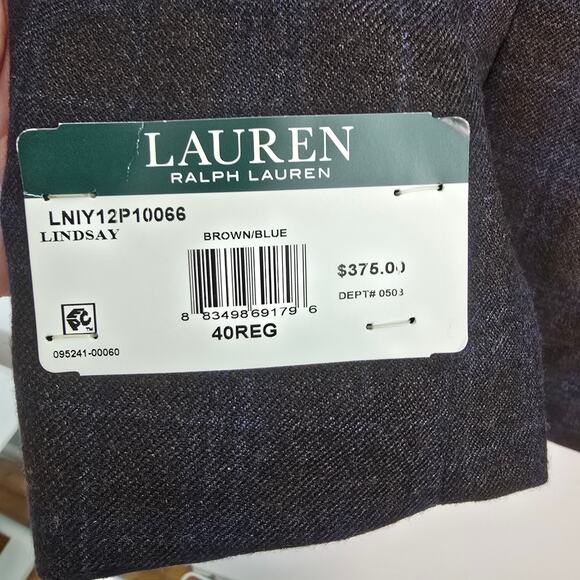 LAUREN
RALPH LAUREN
LNIY12P10066
LINDSAY
BROWN/BLUE
$375.00
DEPT# 0503
8 83498 69179 6
40REG
095241-00060